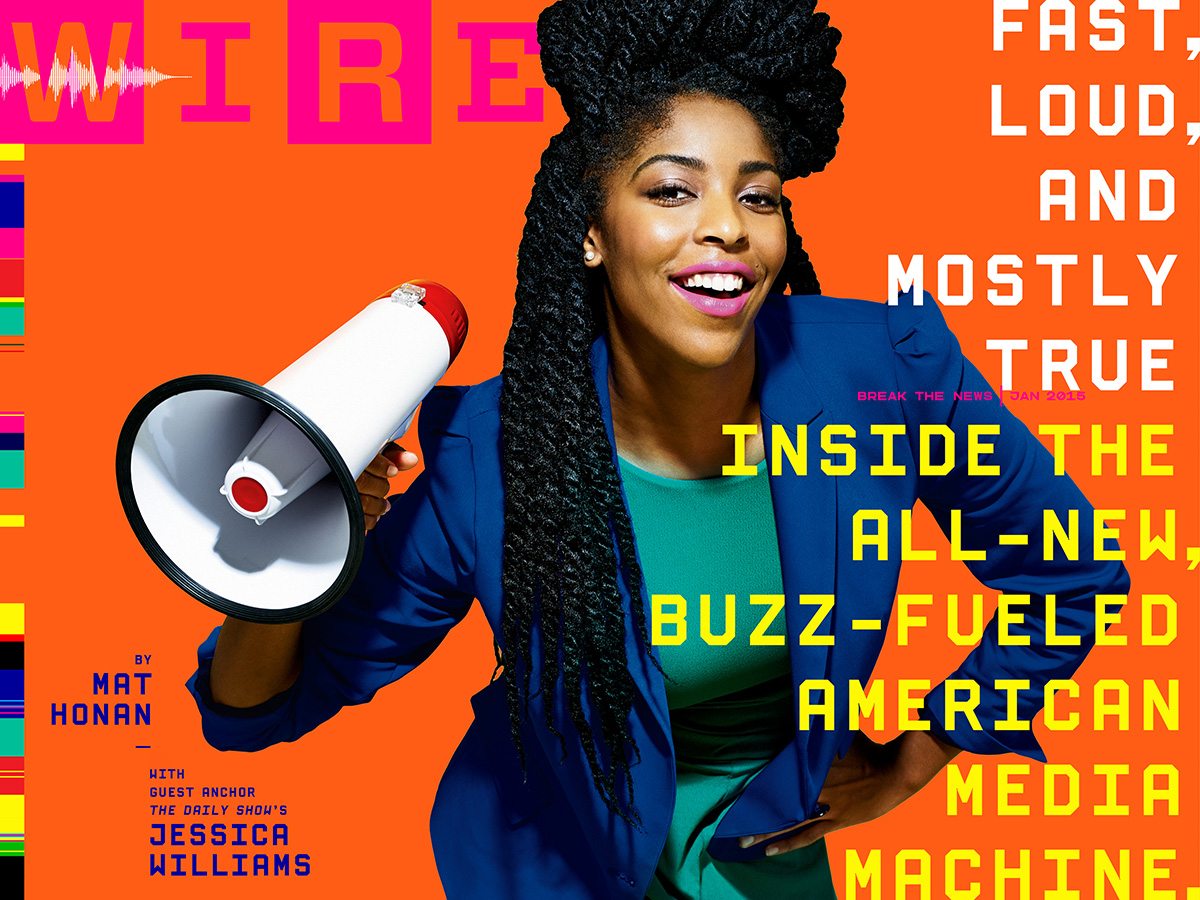 WIRE
FAST,
LOUD,
AND
MOSTLY
TRUE
BREAK THE NEWS | JAN 2015
INSIDE THE
ALL-NEW,
BUZZ-FUELED
AMERICAN
MEDIA
MACHINE.
BY
MAT
HONAN
—
WITH
GUEST ANCHOR
THE DAILY SHOW'S
JESSICA
WILLIAMS